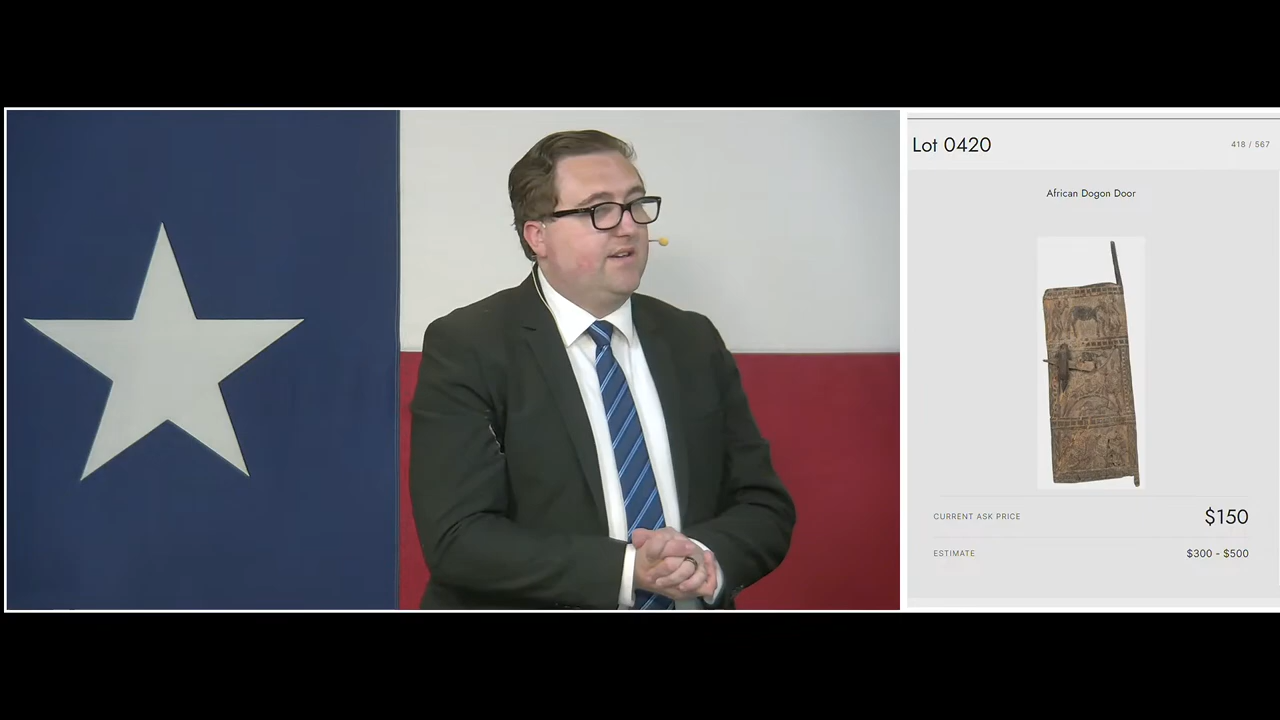 Lot 0420
418 / 567
African Dogon Door
CURRENT ASK PRICE
$150
ESTIMATE
$300 - $500